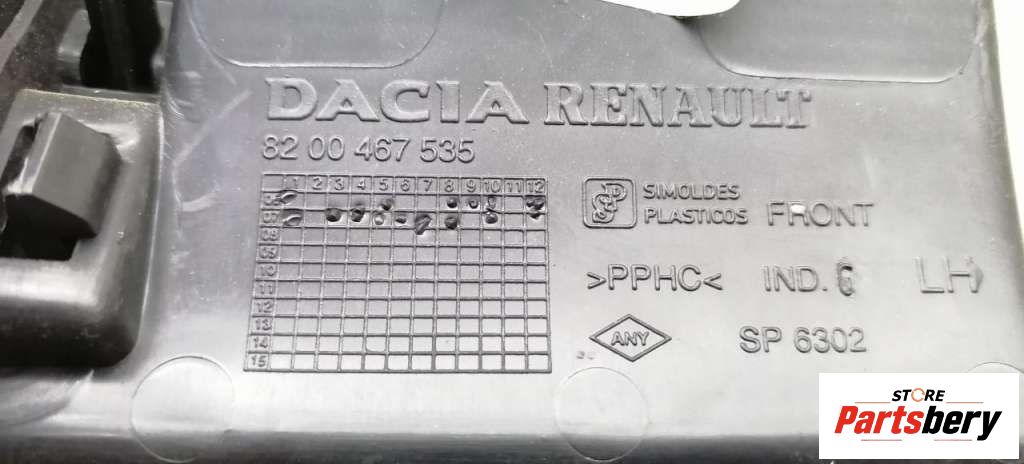 DACIA RENAULT
82 00 467 535
1 2 3 4 5 6 7 8 9 10 11 12
06
07
08
09
10
11
12
13
14
15
SIMOLDES
PLASTICOS FRONT
>PPHC< IND. 6 LH
ANY SP 6302
STORE
Partsbery